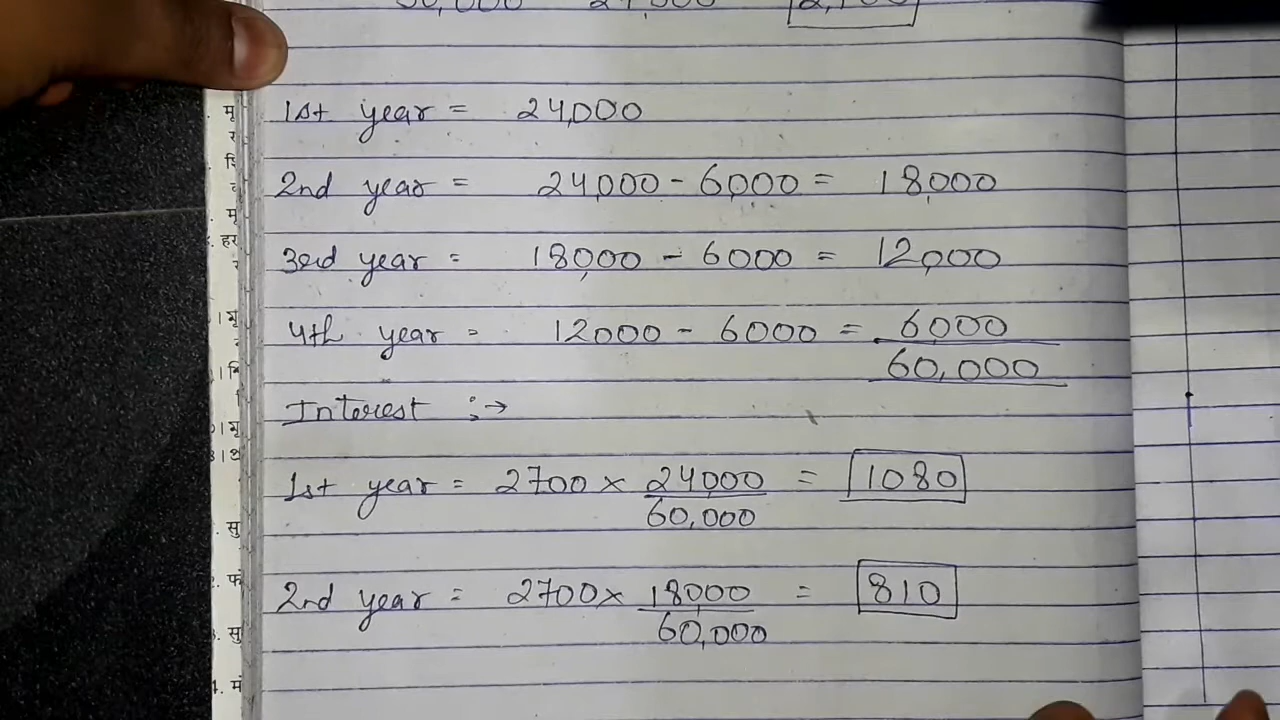 1st year = 24,000
2nd year = 24,000 - 6,000 = 18,000
3rd year = 18,000 - 6000 = 12,000
4th year = 12000 - 6000 = 6000
60,000
Interest :→
1st year = 2700 × 24000 = 1080
60,000
2nd year = 2700 × 18000 = 810
60,000